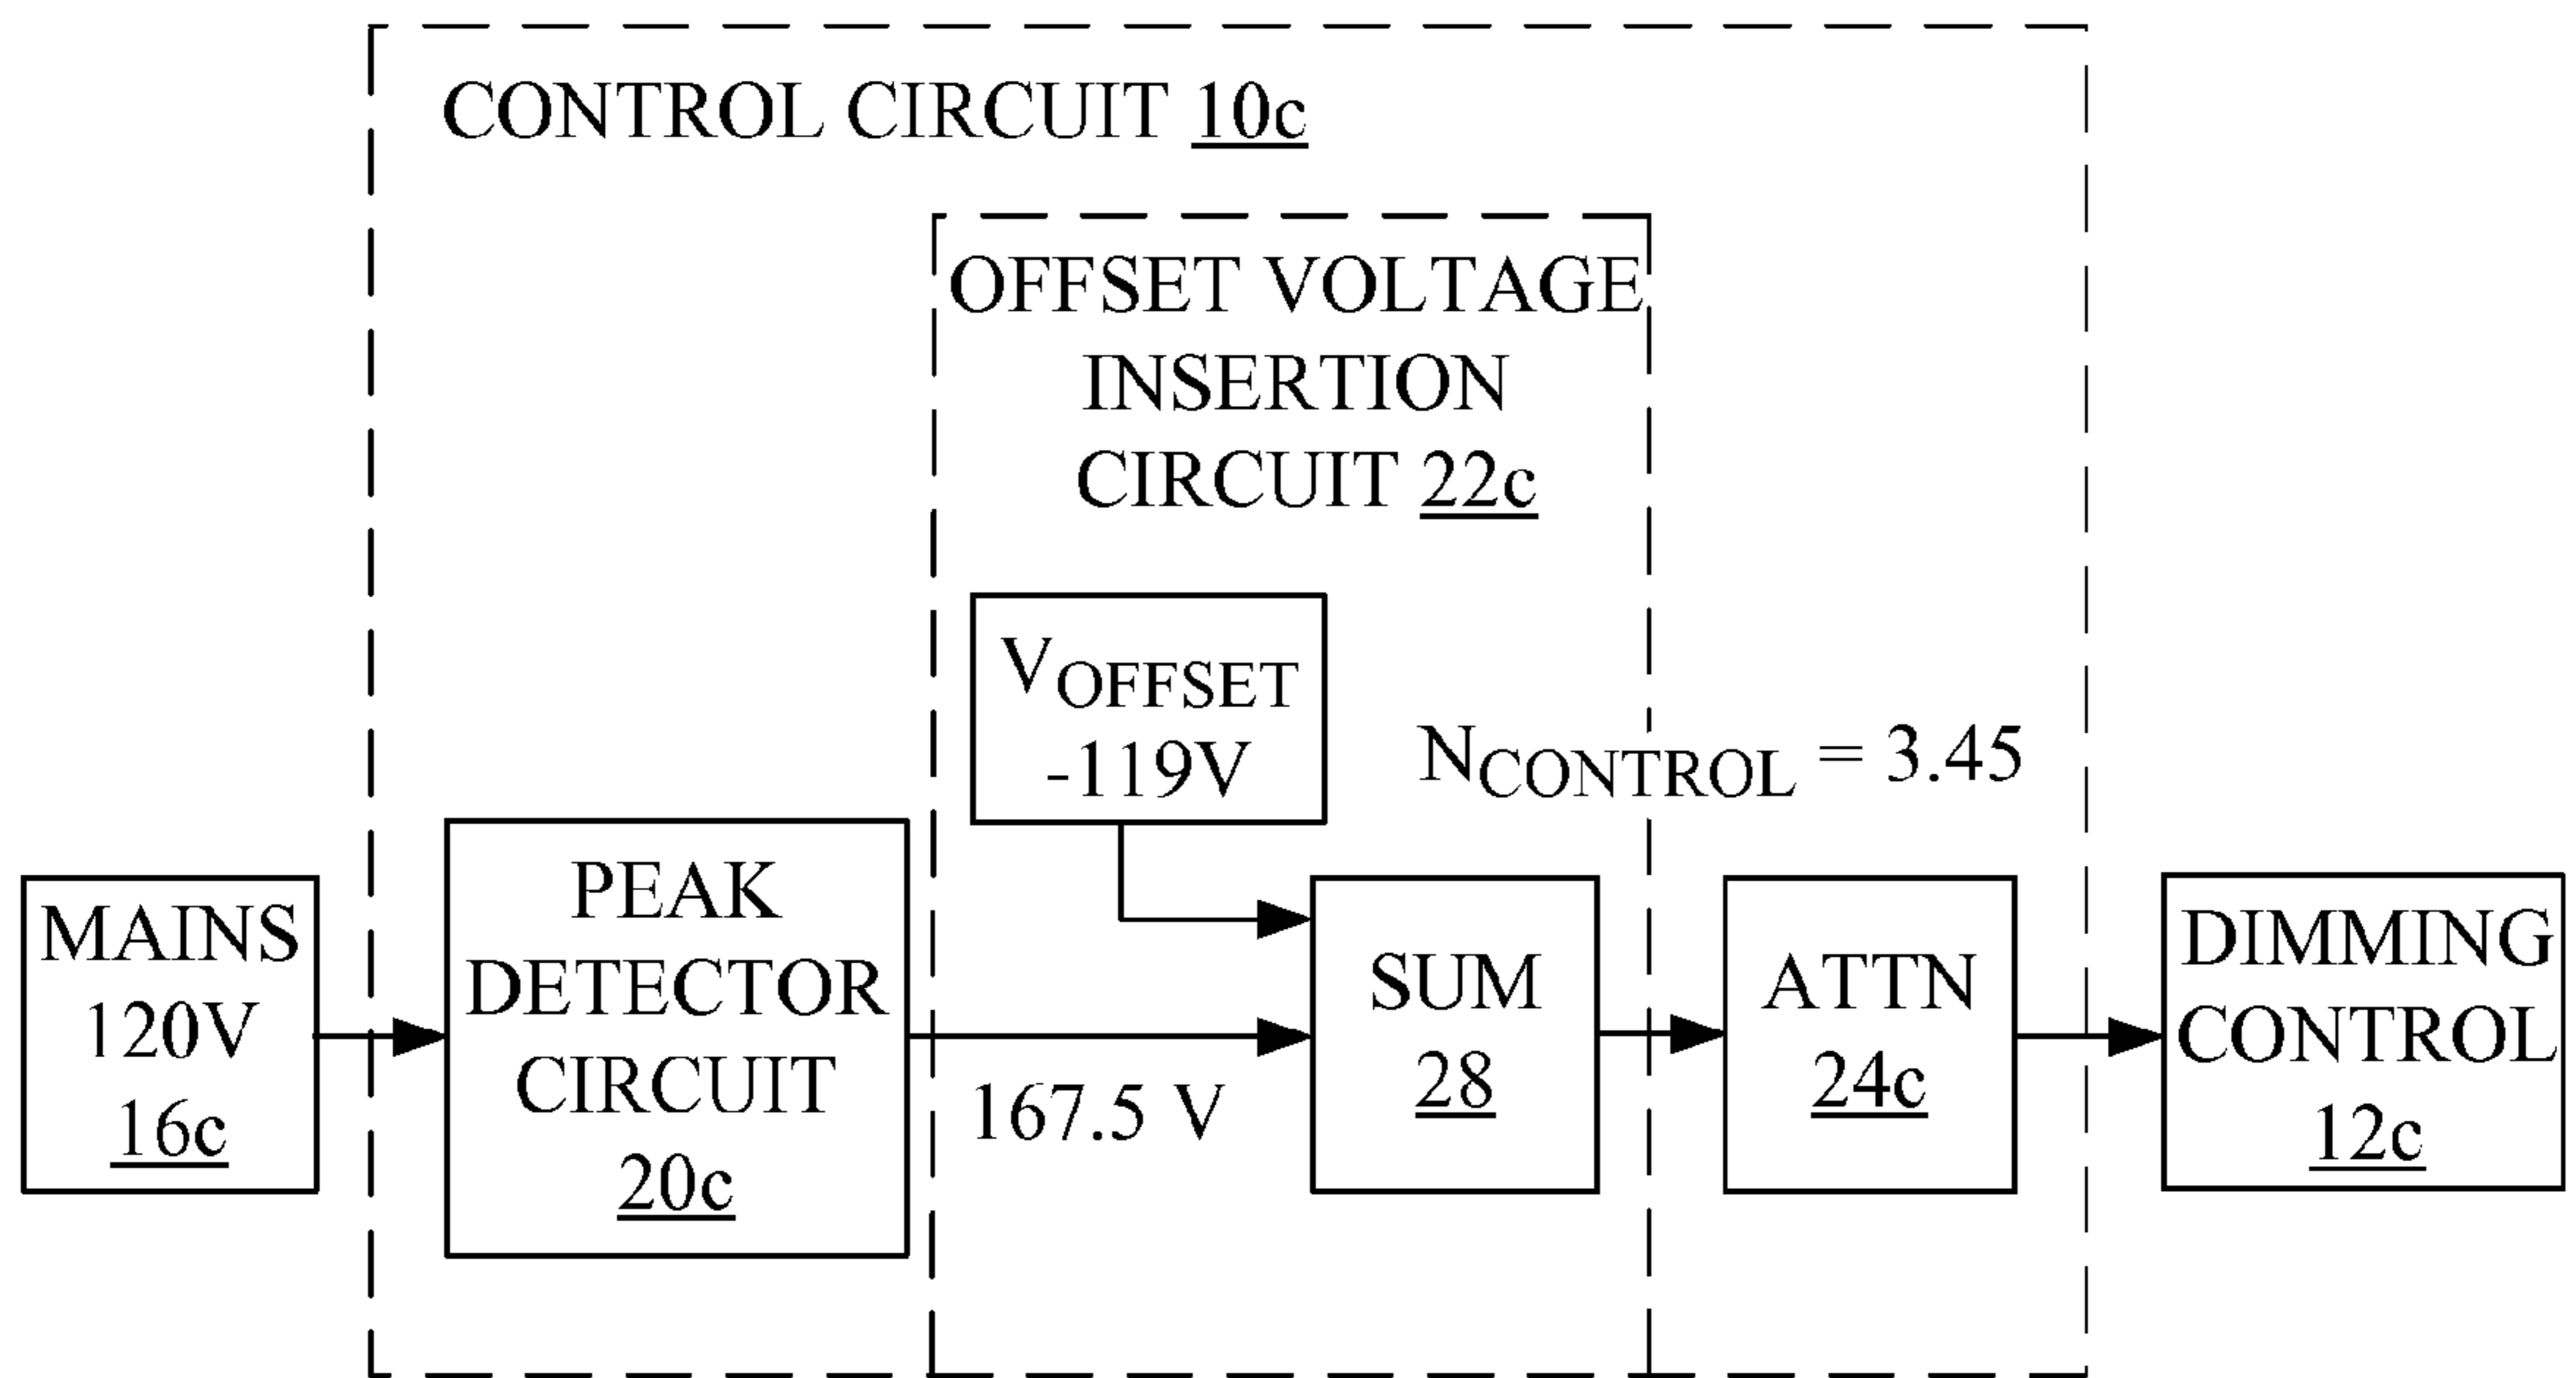 CONTROL CIRCUIT 10c
OFFSET VOLTAGE
INSERTION
CIRCUIT 22c
VOFFSET
-119V
NCONTROL = 3.45
MAINS
120V
16c
PEAK
DETECTOR
CIRCUIT
20c
167.5 V
SUM
28
ATTN
24c
DIMMING
CONTROL
12c